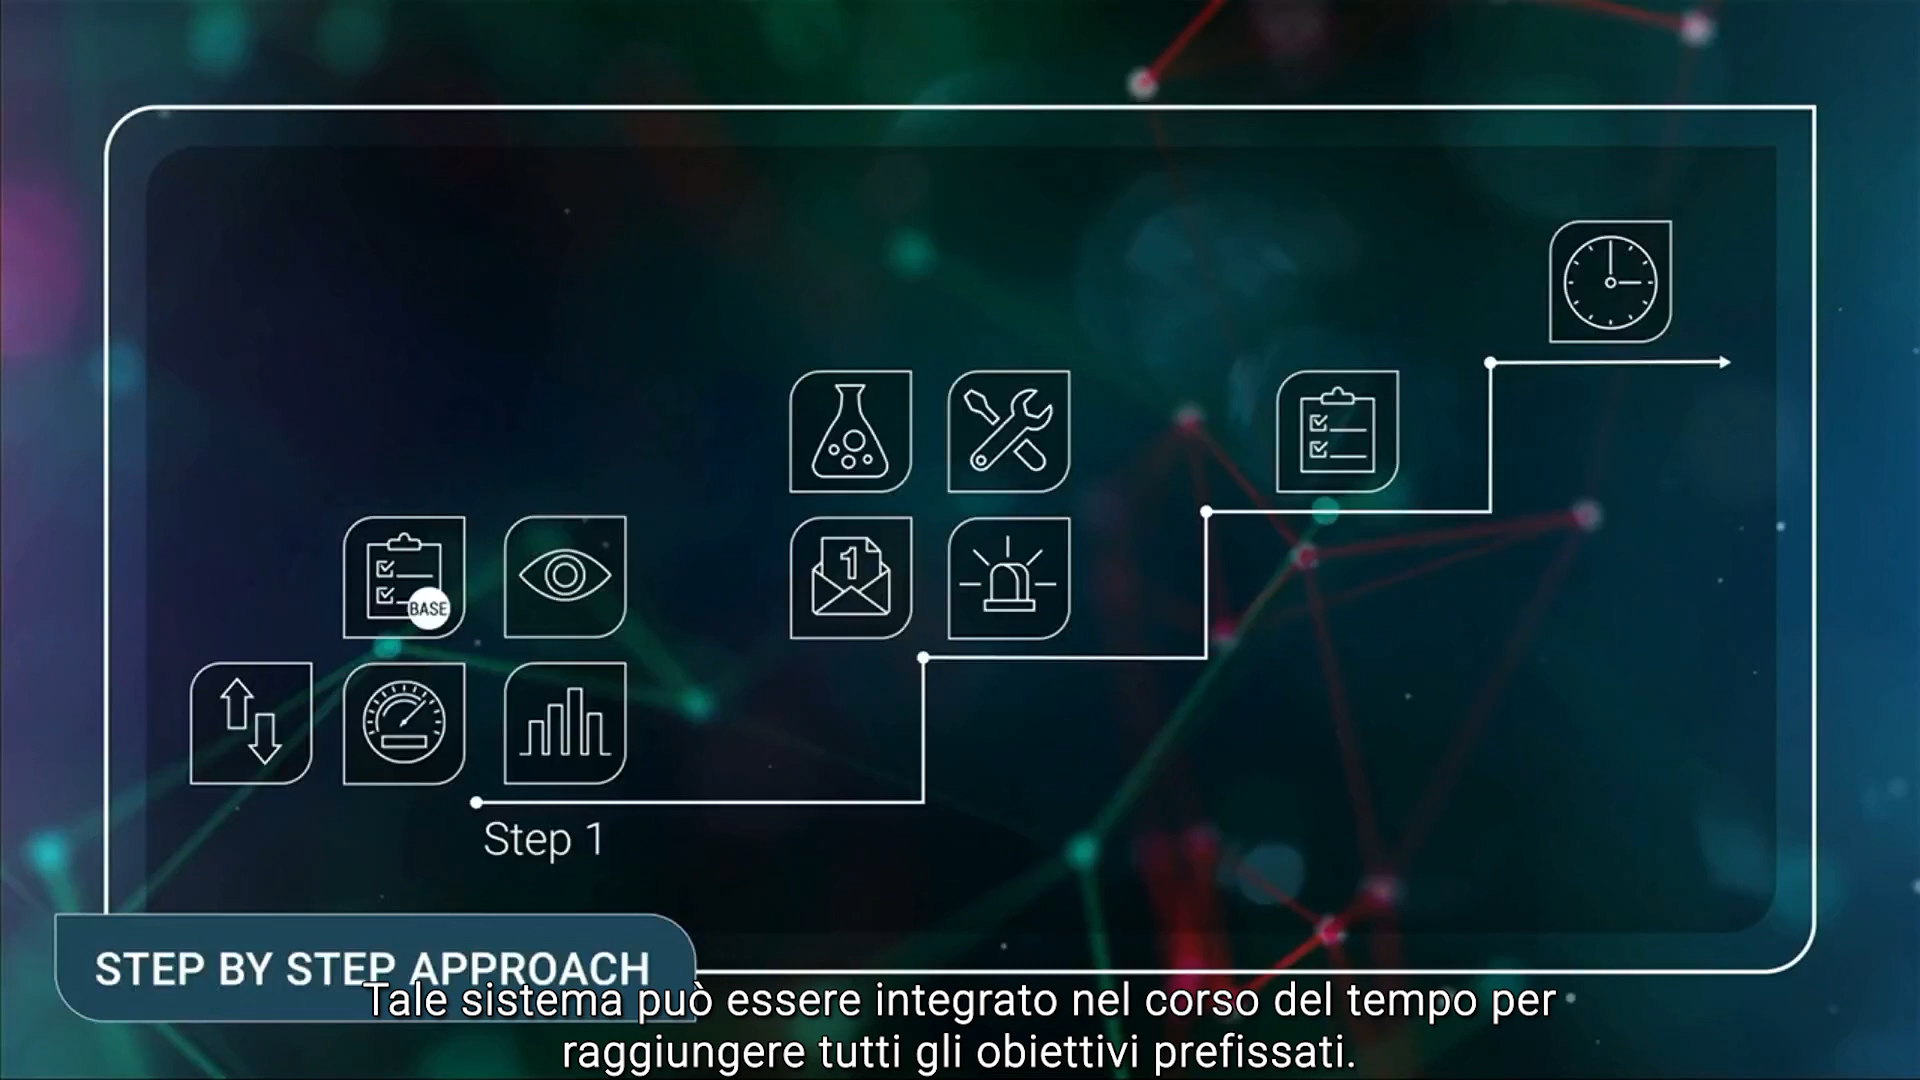 1
BASE
Step 1
STEP BY STEP APPROACH
Tale sistema può essere integrato nel corso del tempo per
raggiungere tutti gli obiettivi prefissati.